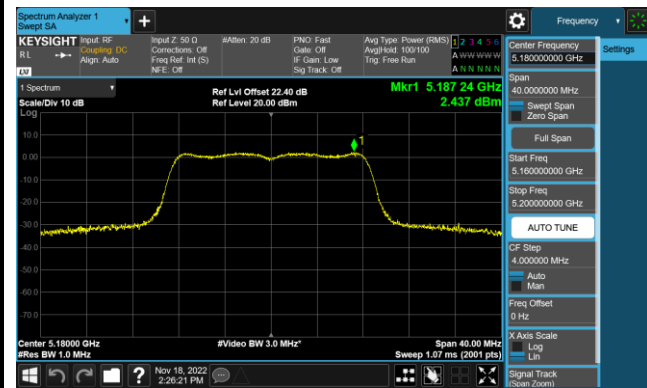 Spectrum Analyzer 1
Swept SA
Frequency
KEYSIGHT
RL
Input: RF
Coupling: DC
Align: Auto
Input Z: 50 Ω
Corrections: Off
Freq Ref: Int (S)
NFE: Off
#Atten: 20 dB
PNO: Fast
Gate: Off
IF Gain: Low
Sig Track: Off
Avg Type: Power (RMS)
Avg|Hold: 100/100
Trig: Free Run
1 2 3 4 5 6
A W W W W W
A N N N N N
LXI
1 Spectrum
Scale/Div 10 dB
Log
Ref Lvl Offset 22.40 dB
Ref Level 20.00 dBm
Mkr1 5.187 24 GHz
2.437 dBm
1
10.0
0.00
-10.0
-20.0
-30.0
-40.0
-50.0
-60.0
-70.0
Center 5.18000 GHz
#Res BW 1.0 MHz
#Video BW 3.0 MHz*
Span 40.00 MHz
Sweep 1.07 ms (2001 pts)
Nov 18, 2022
2:26:21 PM
Center Frequency
5.180000000 GHz
Settings
Span
40.0000000 MHz
Swept Span
Zero Span
Full Span
Start Freq
5.160000000 GHz
Stop Freq
5.200000000 GHz
AUTO TUNE
CF Step
4.000000 MHz
Auto
Man
Freq Offset
0 Hz
X Axis Scale
Log
Lin
Signal Track
(Span Zoom)